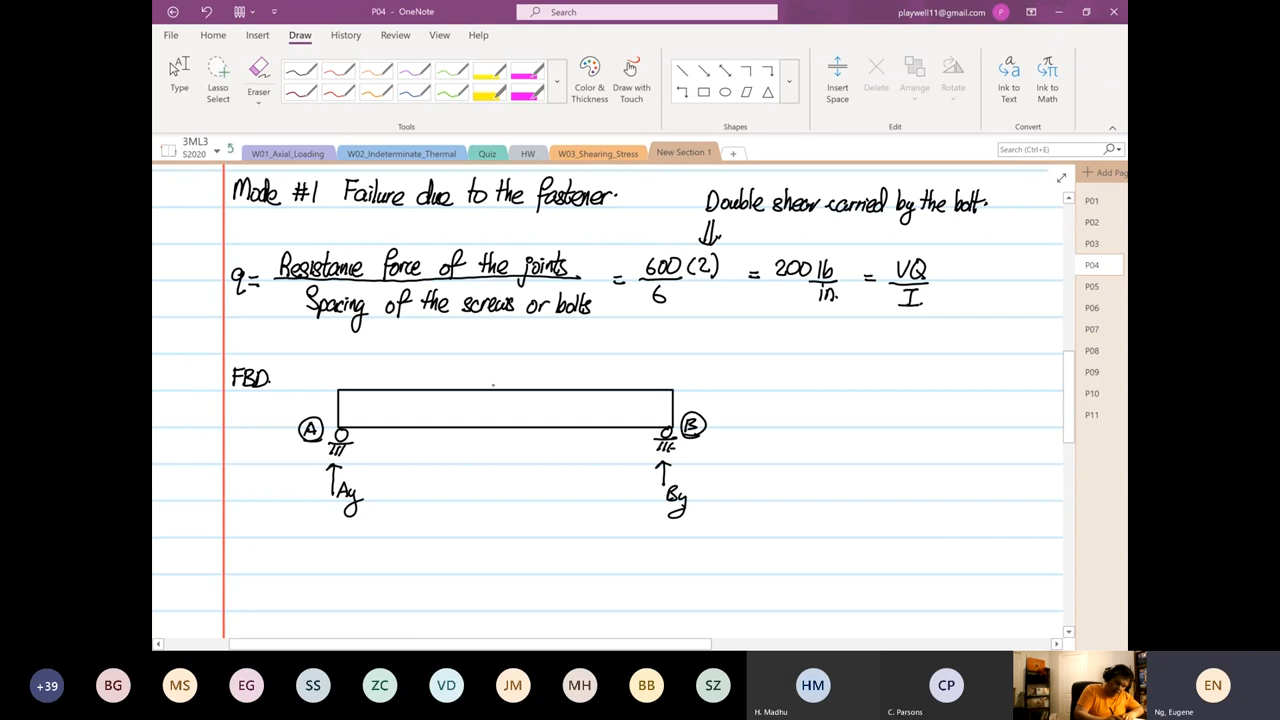 P04 - OneNote
Search
playwell11@gmail.com
P
File Home Insert Draw History Review View Help
Type
Lasso Select
Eraser
Color & Thickness
Draw with Touch
Insert Space
Delete
Arrange
Rotate
Ink to Text
Ink to Math
Tools
Shapes
Edit
Convert
3ML3 S2020
W01_Axial_Loading
W02_Indeterminate_Thermal
Quiz
HW
W03_Shearing_Stress
New Section 1
Search (Ctrl+E)
Add Pag
P01
P02
P03
P04
P05
P06
P07
P08
P09
P10
P11
Mode #1 Failure due to the fastener.
Double shear carried by the bolt.
q = Resistance force of the joints / Spacing of the screws or bolts = 600 (2) / 6 = 200 lb / in. = VQ / I
FBD.
A
B
Ay
By
+39 BG MS EG SS ZC VD JM MH BB SZ HM CP EN
H. Madhu
C. Parsons
Ng, Eugene